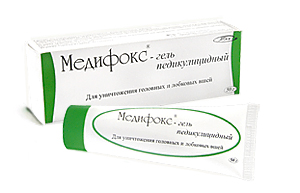 Медифокс®-гель
педикулицидный
Для уничтожения головных и лобковых вшей
Медифокс®-гель
педикулицидный
Для уничтожения головных и лобковых вшей